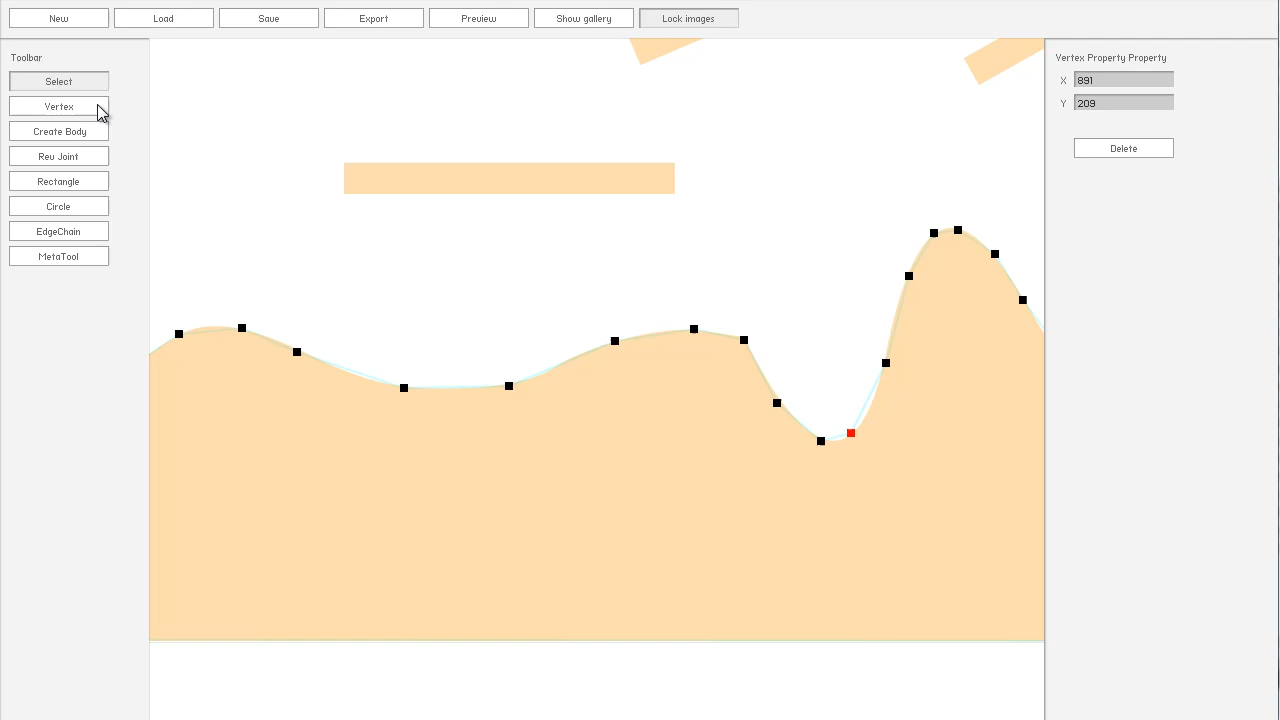 New Load Save Export Preview Show gallery Lock images
Toolbar
Select
Vertex
Create Body
Rev Joint
Rectangle
Circle
EdgeChain
MetaTool
Vertex Property Property
X 891
Y 209
Delete